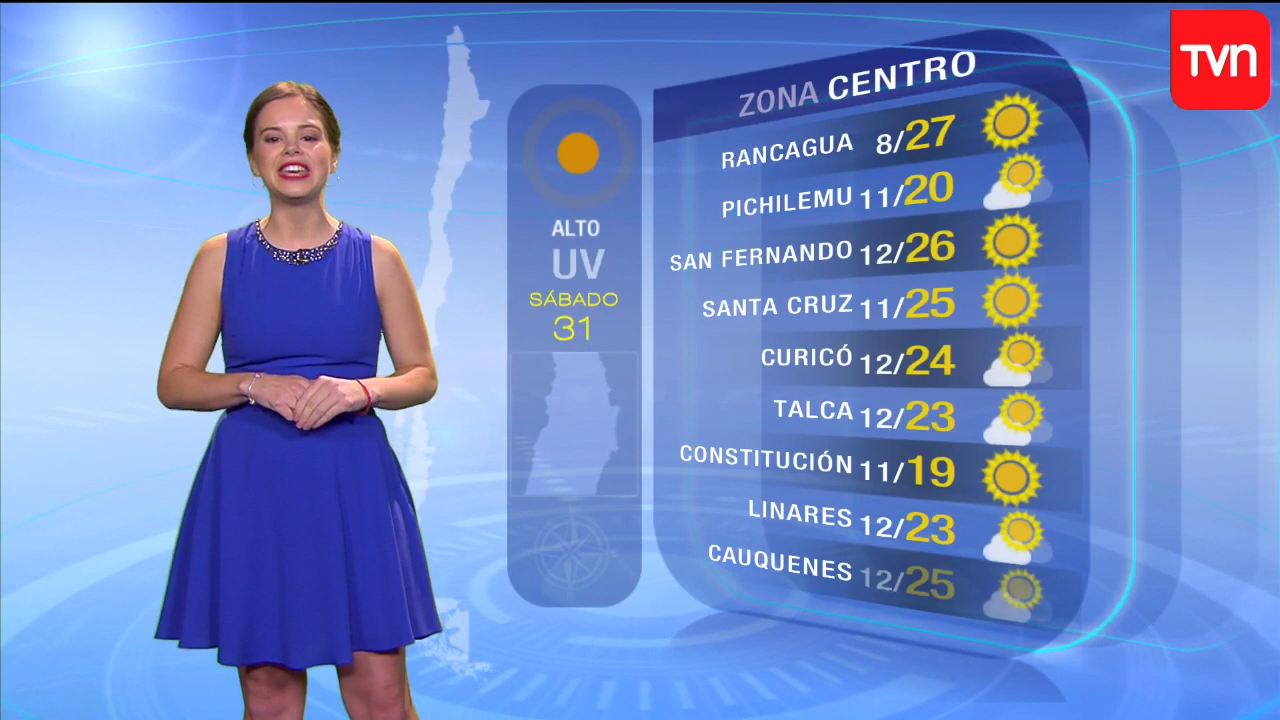 TVN
ZONA CENTRO
RANCAGUA 8/27
PICHILEMU 11/20
SAN FERNANDO 12/26
SANTA CRUZ 11/25
CURICÓ 12/24
TALCA 12/23
CONSTITUCIÓN 11/19
LINARES 12/23
CAUQUENES 12/25
ALTO
UV
SÁBADO
31